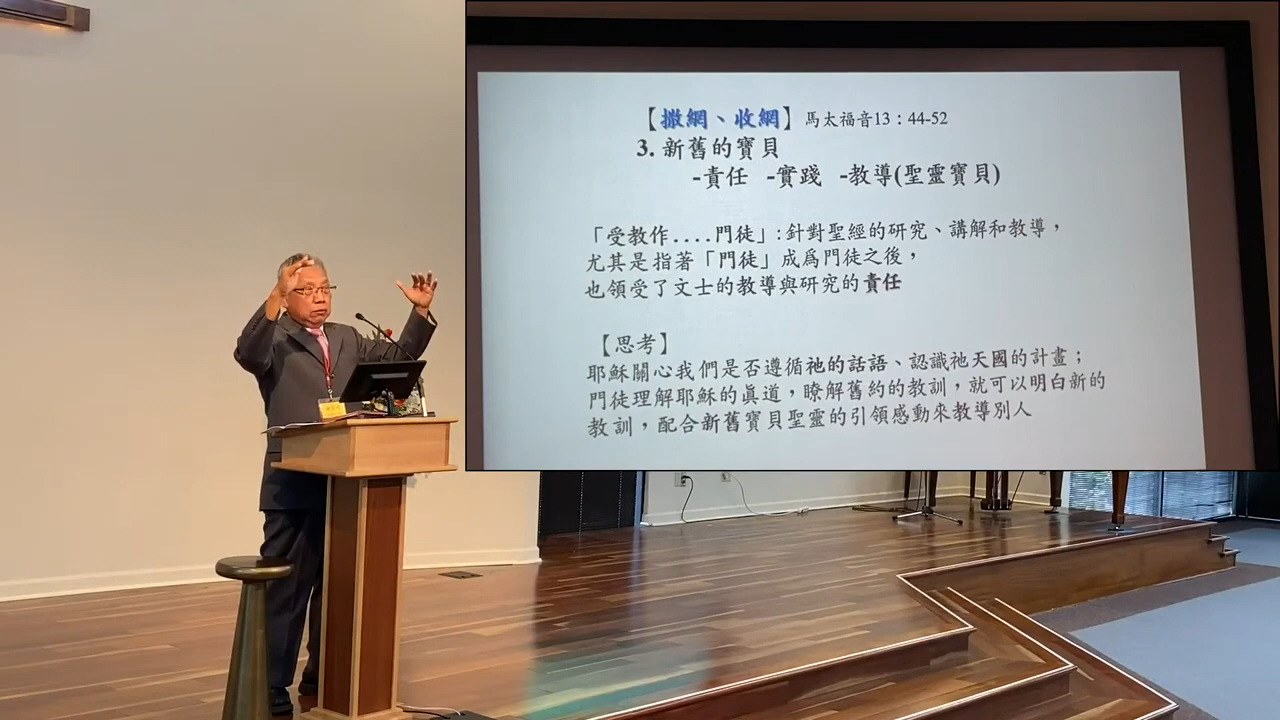 【撒網、收網】馬太福音13：44-52
3. 新舊的寶貝
-責任 -實踐 -教導(聖靈寶貝)
「受教作....門徒」:針對聖經的研究、講解和教導，
尤其是指著「門徒」成爲門徒之後，
也領受了文士的教導與研究的責任
【思考】
耶穌關心我們是否遵循祂的話語、認識祂天國的計畫；
門徒理解耶穌的眞道，瞭解舊約的教訓，就可以明白新的
教訓，配合新舊寶貝聖靈的引領感動來教導別人